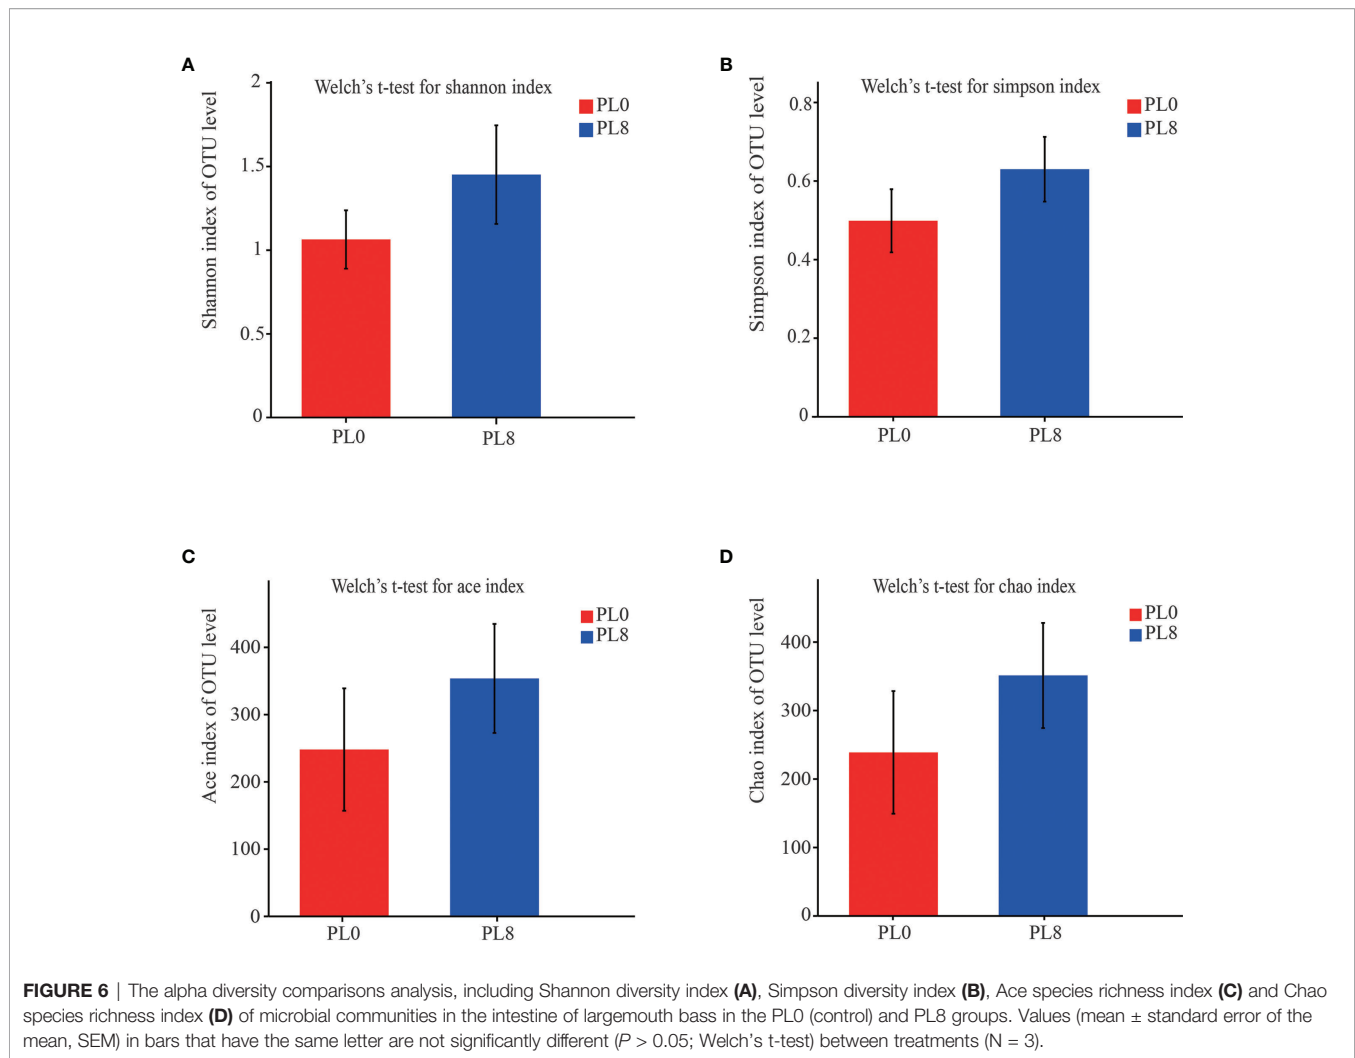 A
Welch's t-test for shannon index
PL0
PL8
Shannon index of OTU level
2
1.5
1
0.5
0
PL0
PL8
B
Welch's t-test for simpson index
PL0
PL8
Simpson index of OTU level
0.8
0.6
0.4
0.2
0
PL0
PL8
C
Welch's t-test for ace index
PL0
PL8
Ace index of OTU level
400
300
200
100
0
PL0
PL8
D
Welch's t-test for chao index
PL0
PL8
Chao index of OTU level
400
300
200
100
0
PL0
PL8
FIGURE 6 | The alpha diversity comparisons analysis, including Shannon diversity index (A), Simpson diversity index (B), Ace species richness index (C) and Chao
species richness index (D) of microbial communities in the intestine of largemouth bass in the PL0 (control) and PL8 groups. Values (mean ± standard error of the
mean, SEM) in bars that have the same letter are not significantly different (P > 0.05; Welch's t-test) between treatments (N = 3).